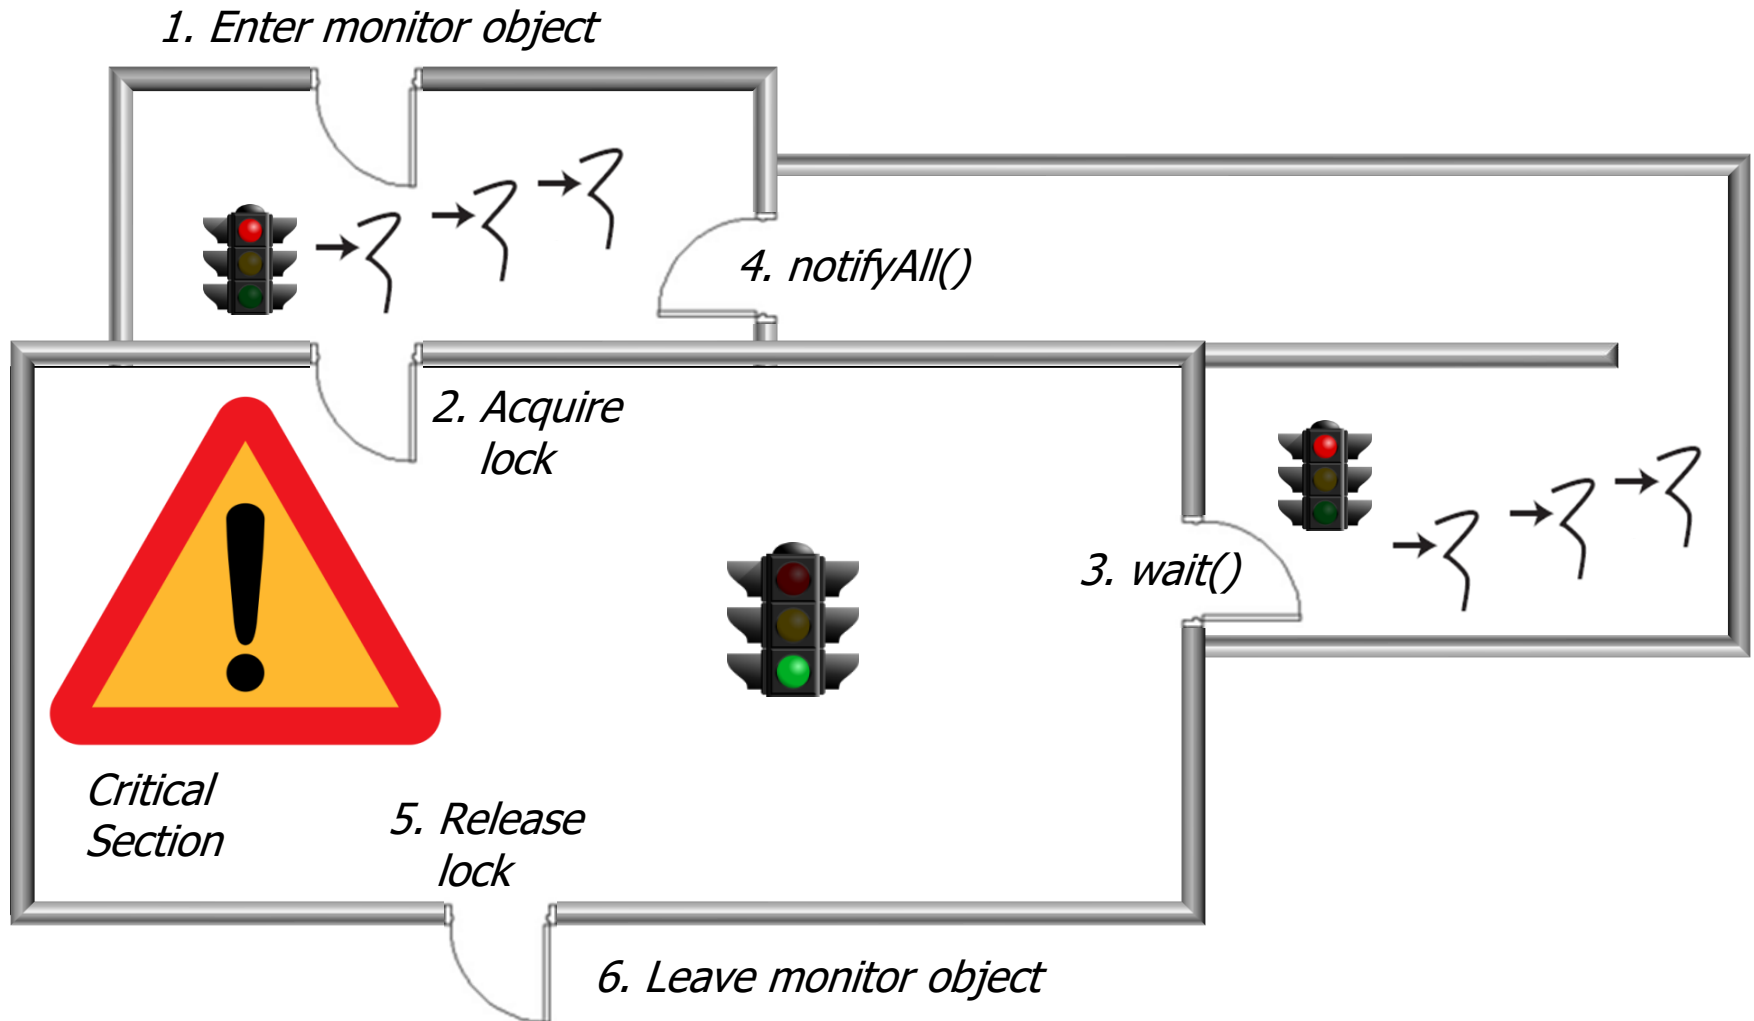 1. Enter monitor object
4. notifyAll()
2. Acquire
lock
3. wait()
Critical
Section
5. Release
lock
6. Leave monitor object